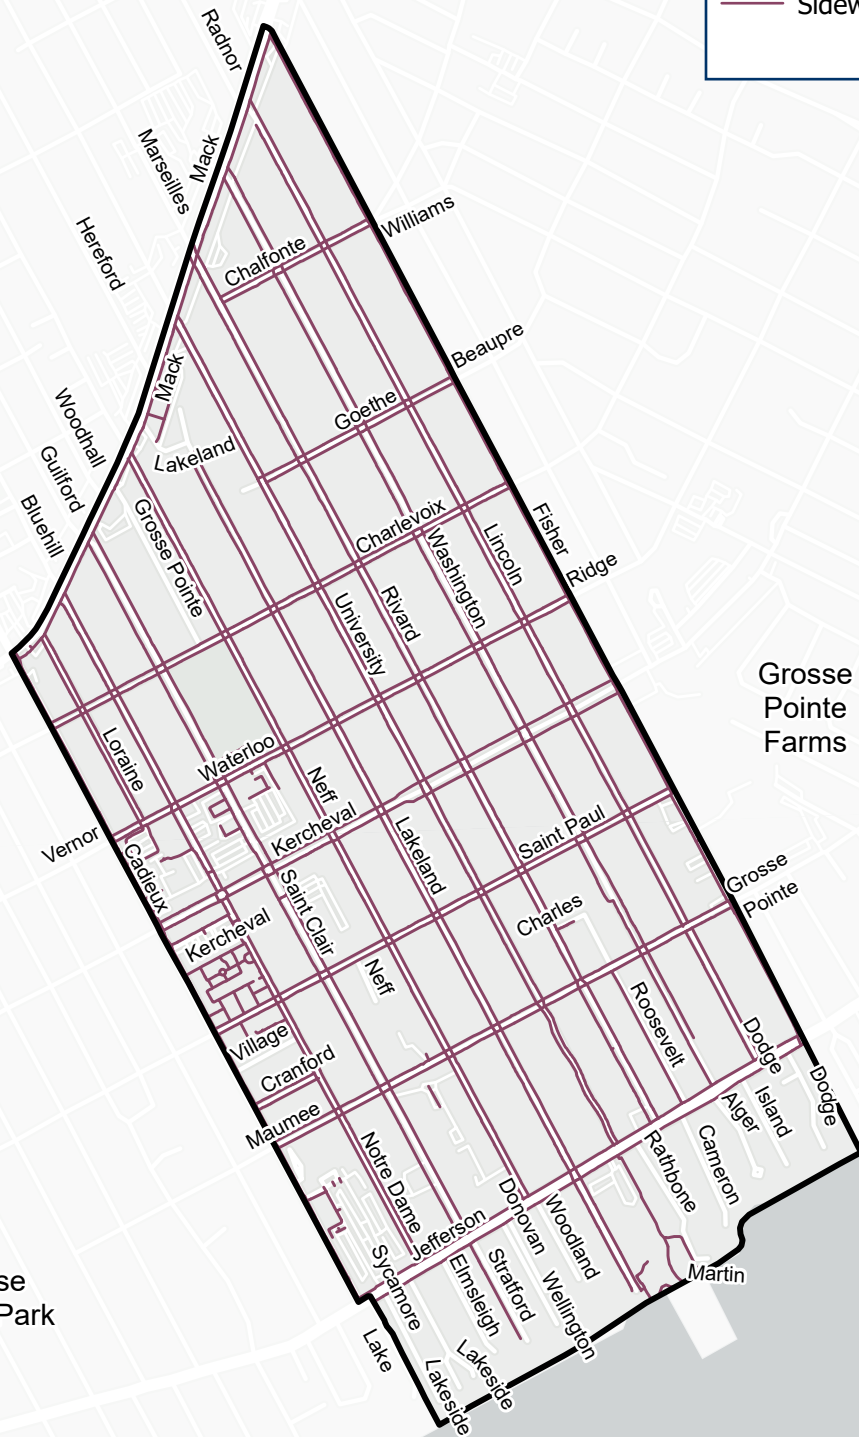 Sidew
Radnor
Mack
Marseilles
Hereford
Williams
Chalfonte
Beaupre
Mack
Goethe
Woodhall
Lakeland
Guilford
Bluehill
Grosse Pointe
Charlevoix
Fisher
Lincoln
Washington
Ridge
Rivard
University
Grosse
Pointe
Farms
Loraine
Waterloo
Neff
Kercheval
Vernor
Lakeland
Saint Paul
Cadieux
Saint Clair
Grosse
Pointe
Charles
Kercheval
Neff
Roosevelt
Village
Dodge
Cranford
Dodge
Island
Alger
Maumee
Notre Dame
Rathbone
Cameron
Donovan
Woodland
Jefferson
Sycamore
Elmsleigh
Stratford
Wellington
Martin
se
Park
Lake
Lakeside
Lakeside